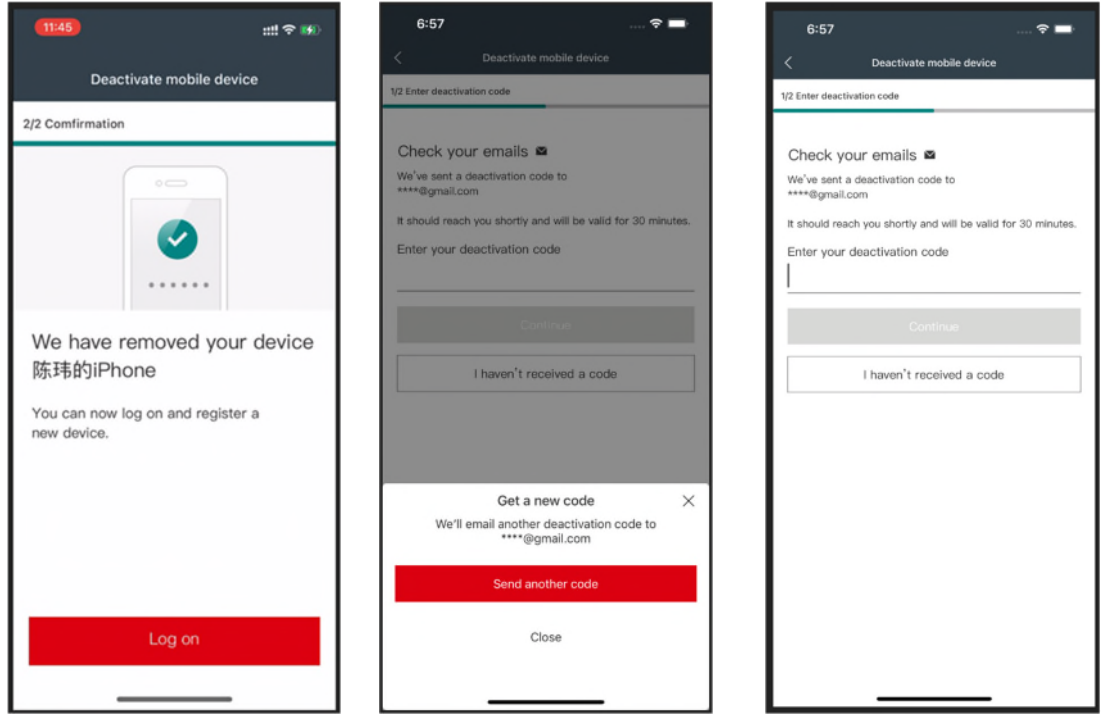 11:45
Deactivate mobile device
2/2 Comfirmation
We have removed your device
陈玮的iPhone
You can now log on and register a
new device.
Log on
6:57
Deactivate mobile device
1/2 Enter deactivation code
Check your emails
We've sent a deactivation code to
****@gmail.com
It should reach you shortly and will be valid for 30 minutes.
Enter your deactivation code
Continue
I haven't received a code
Get a new code
We'll email another deactivation code to
****@gmail.com
Send another code
Close
6:57
Deactivate mobile device
1/2 Enter deactivation code
Check your emails
We've sent a deactivation code to
****@gmail.com
It should reach you shortly and will be valid for 30 minutes.
Enter your deactivation code
Continue
I haven't received a code